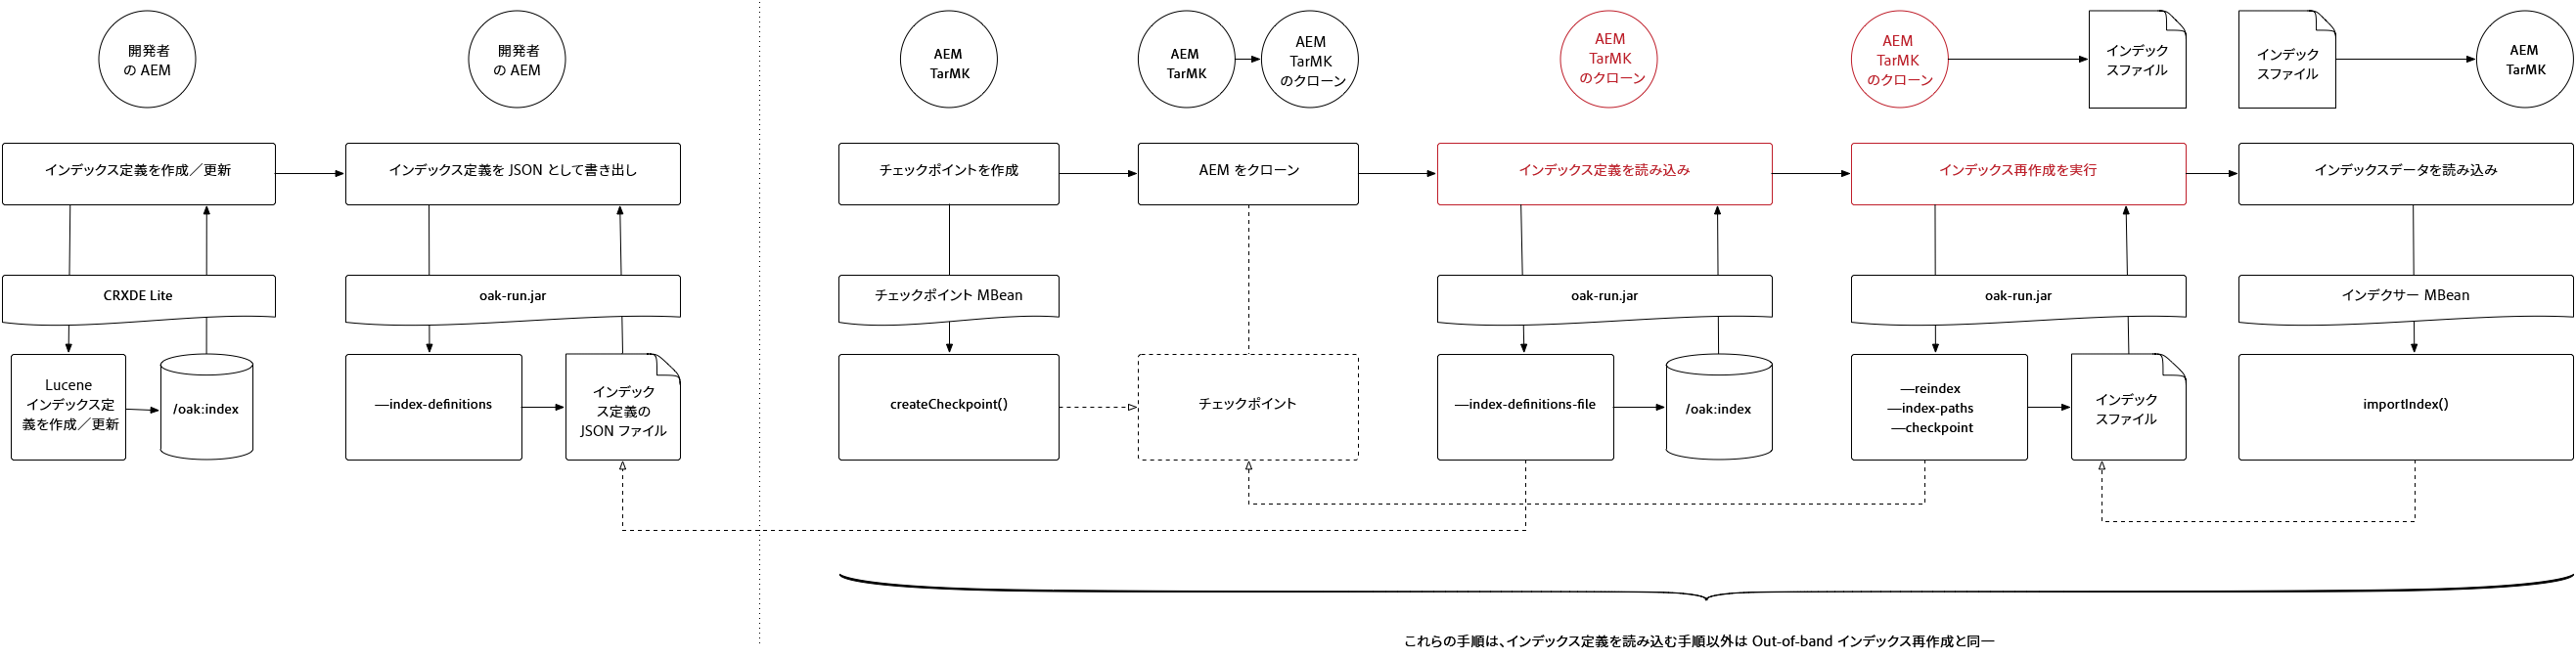 開発者
の AEM
開発者
の AEM
AEM
TarMK
AEM
TarMK
AEM
TarMK
のクローン
AEM
TarMK
のクローン
AEM
TarMK
のクローン
インデック
スファイル
インデック
スファイル
AEM
TarMK
インデックス定義を作成／更新
インデックス定義を JSON として書き出し
チェックポイントを作成
AEM をクローン
インデックス定義を読み込み
インデックス再作成を実行
インデックスデータを読み込み
CRXDE Lite
oak-run.jar
チェックポイント MBean
oak-run.jar
oak-run.jar
インデクサー MBean
Lucene
インデックス定
義を作成／更新
/oak:index
—index-definitions
インデック
ス定義の
JSON ファイル
createCheckpoint()
チェックポイント
—index-definitions-file
/oak:index
—reindex
—index-paths
—checkpoint
インデック
スファイル
importIndex()
これらの手順は、インデックス定義を読み込む手順以外は Out-of-band インデックス再作成と同一